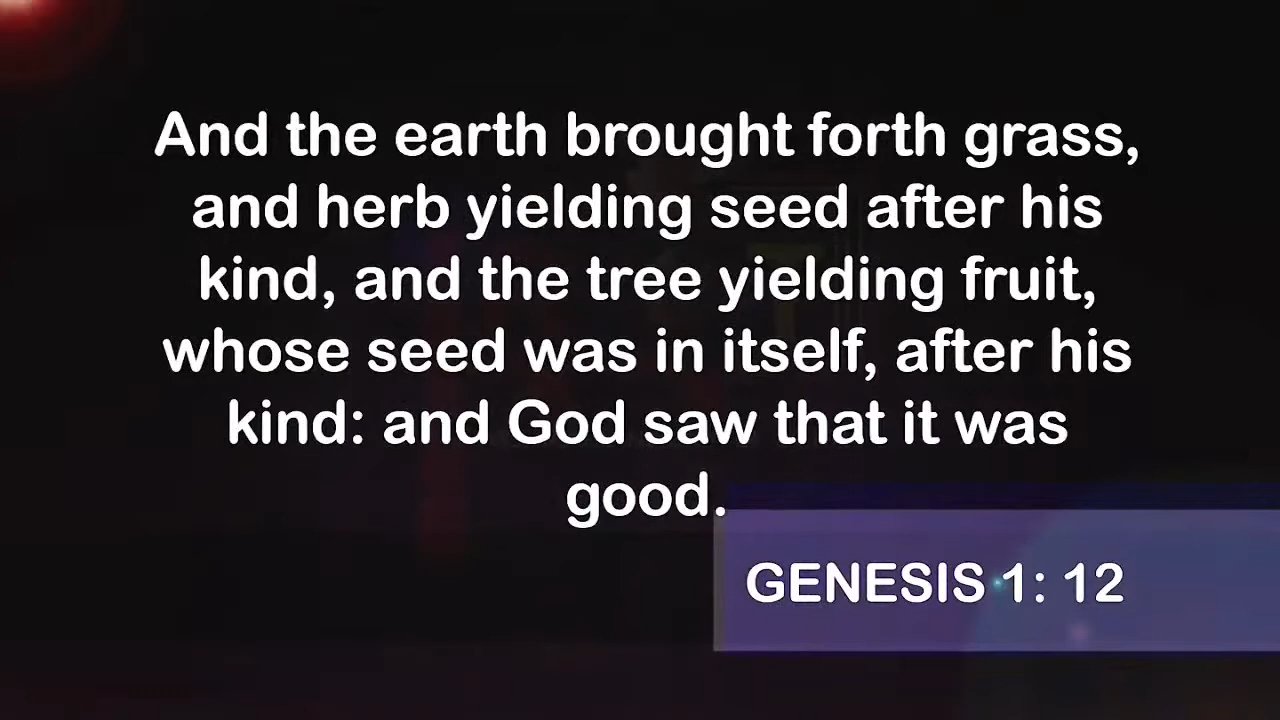 And the earth brought forth grass,
and herb yielding seed after his
kind, and the tree yielding fruit,
whose seed was in itself, after his
kind: and God saw that it was
good.
GENESIS 1: 12